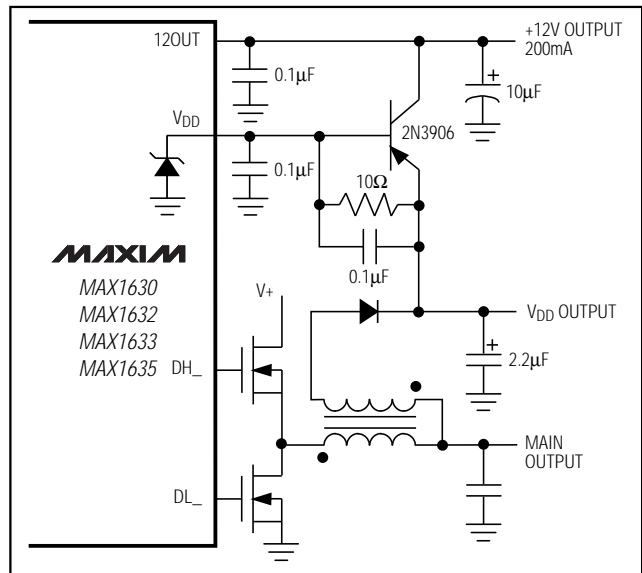 12OUT
+12V OUTPUT
200mA
0.1μF
10μF
VDD
2N3906
0.1μF
10Ω
0.1μF
MAXIM
MAX1630
MAX1632
MAX1633
MAX1635
V+
VDD OUTPUT
2.2μF
DH_
MAIN
OUTPUT
DL_